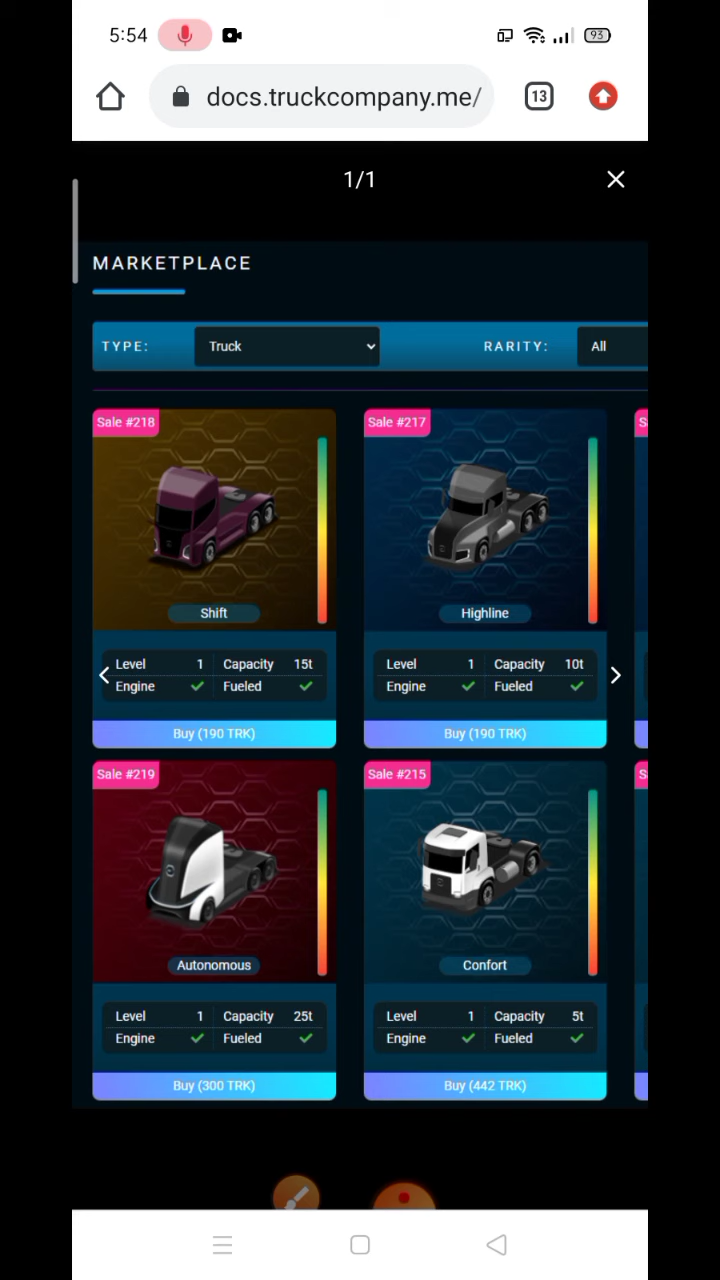 5:54
93
docs.truckcompany.me/
13
1/1
MARKETPLACE
TYPE: Truck RARITY: All
Sale #218 Sale #217
Shift Highline
Level 1 Capacity 15t Level 1 Capacity 10t
Engine Fueled Engine Fueled
Buy (190 TRK) Buy (190 TRK)
Sale #219 Sale #215
Autonomous Confort
Level 1 Capacity 25t Level 1 Capacity 5t
Engine Fueled Engine Fueled
Buy (300 TRK) Buy (442 TRK)